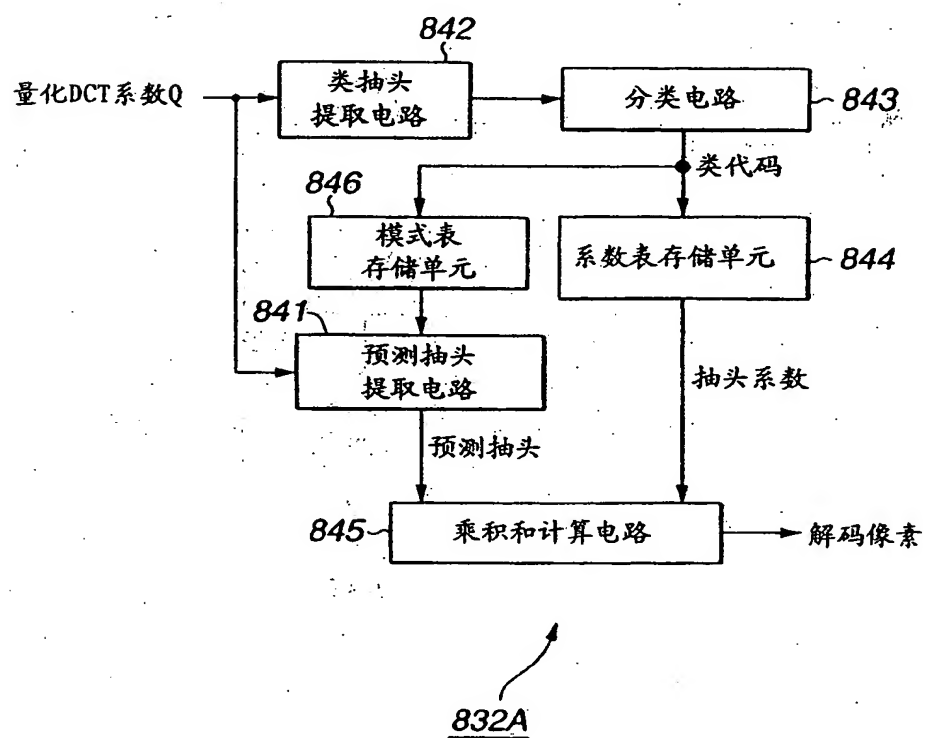 842
量化DCT系数Q
类抽头
提取电路
分类电路
843
类代码
846
模式表
存储单元
系数表存储单元
844
841
预测抽头
提取电路
抽头系数
预测抽头
845
乘积和计算电路
解码像素
832A